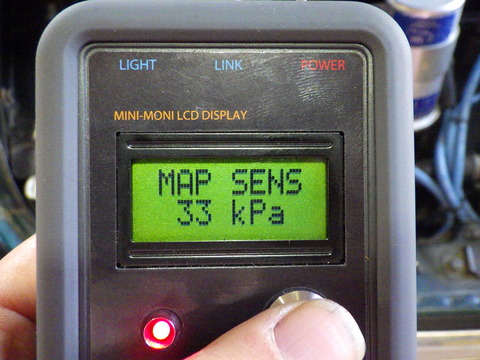 LIGHT LINK POWER
MINI-MONI LCD DISPLAY
MAP SENS
33 kPa